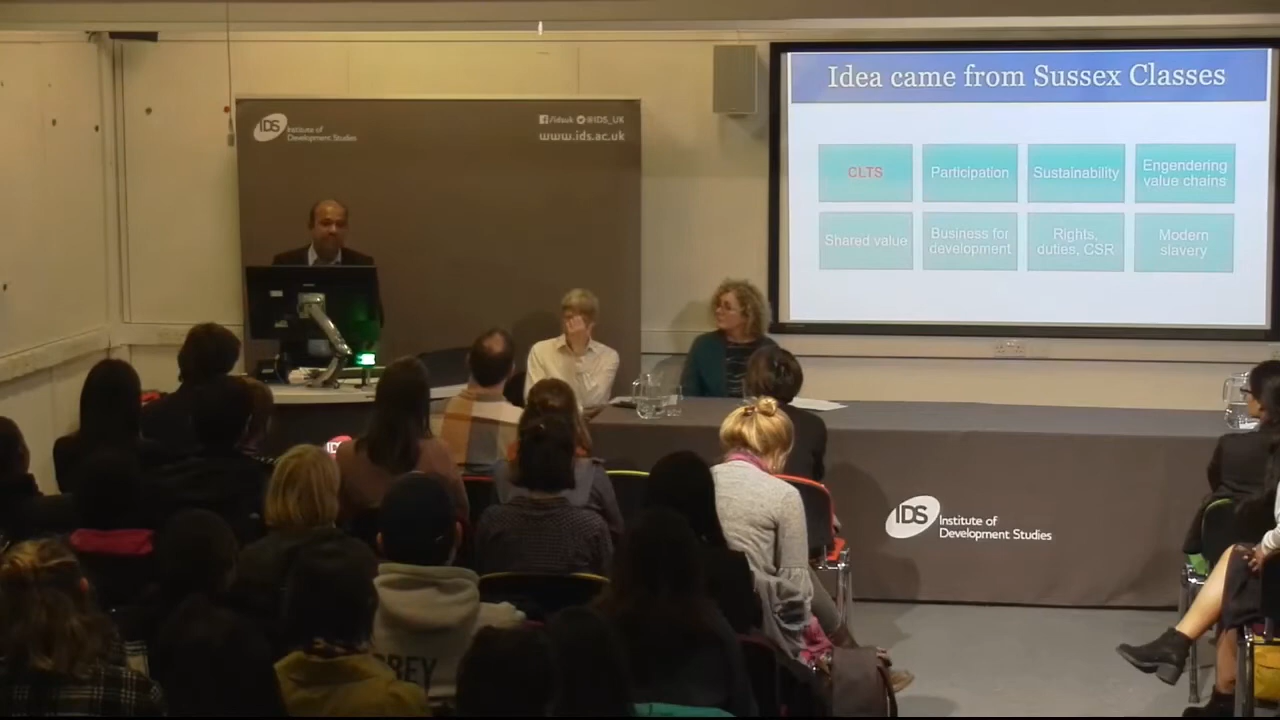 Idea came from Sussex Classes
CLTS
Participation
Sustainability
Engendering
value chains
Shared value
Business for
development
Rights,
duties, CSR
Modern
slavery
IDS
Institute of
Development Studies
/idsuk @IDS_UK
www.ids.ac.uk
IDS
Institute of
Development Studies